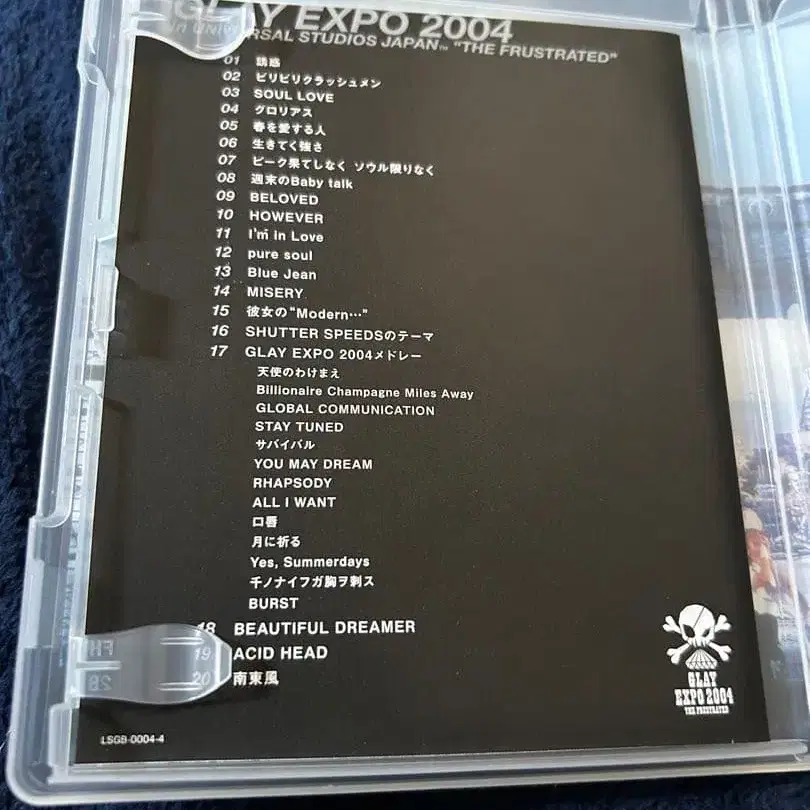 GLAY EXPO 2004
in UNIVERSAL STUDIOS JAPAN™ "THE FRUSTRATED"
01 誘惑
02 ビリビリクラッシュメン
03 SOUL LOVE
04 グロリアス
05 春を愛する人
06 生きてく強さ
07 ピーク果てしなく ソウル限りなく
08 週末のBaby talk
09 BELOVED
10 HOWEVER
11 I'm in Love
12 pure soul
13 Blue Jean
14 MISERY
15 彼女の"Modern…"
16 SHUTTER SPEEDSのテーマ
17 GLAY EXPO 2004メドレー
天使のわけまえ
Billionaire Champagne Miles Away
GLOBAL COMMUNICATION
STAY TUNED
サバイバル
YOU MAY DREAM
RHAPSODY
ALL I WANT
口唇
月に祈る
Yes, Summerdays
千ノナイフガ胸ヲ刺ス
BURST
18 BEAUTIFUL DREAMER
19 ACID HEAD
20 南東風
LSGB-0004-4
GLAY
EXPO 2004
THE FRUSTRATED
FH
2B